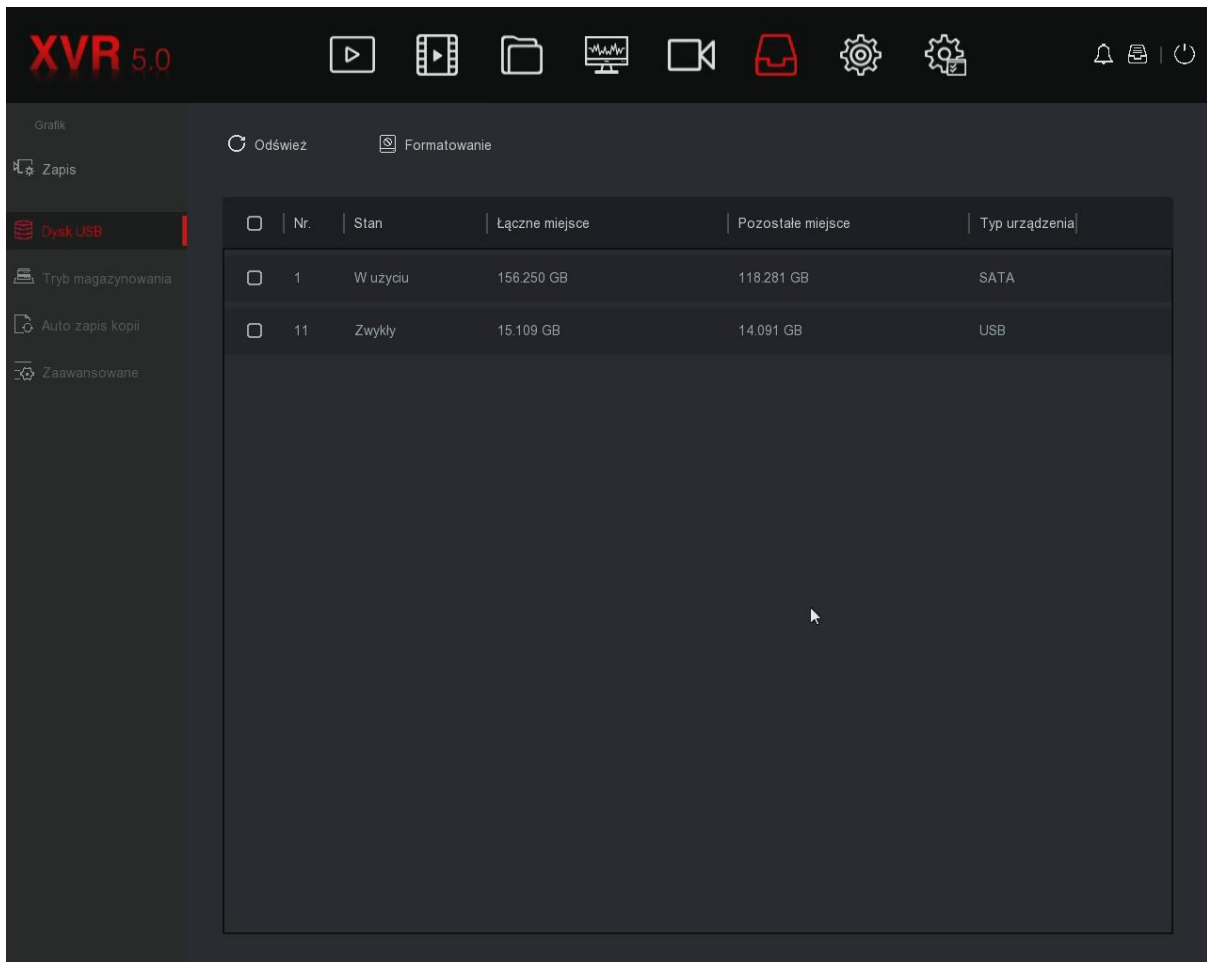 XVR 5.0
Grafik
Zapis
Dysk USB
Tryb magazynowania
Auto zapis kopii
Zaawansowane
Odśwież Formatowanie
Nr. Stan Łączne miejsce Pozostałe miejsce Typ urządzenia
1 W użyciu 156.250 GB 118.281 GB SATA
11 Zwykły 15.109 GB 14.091 GB USB